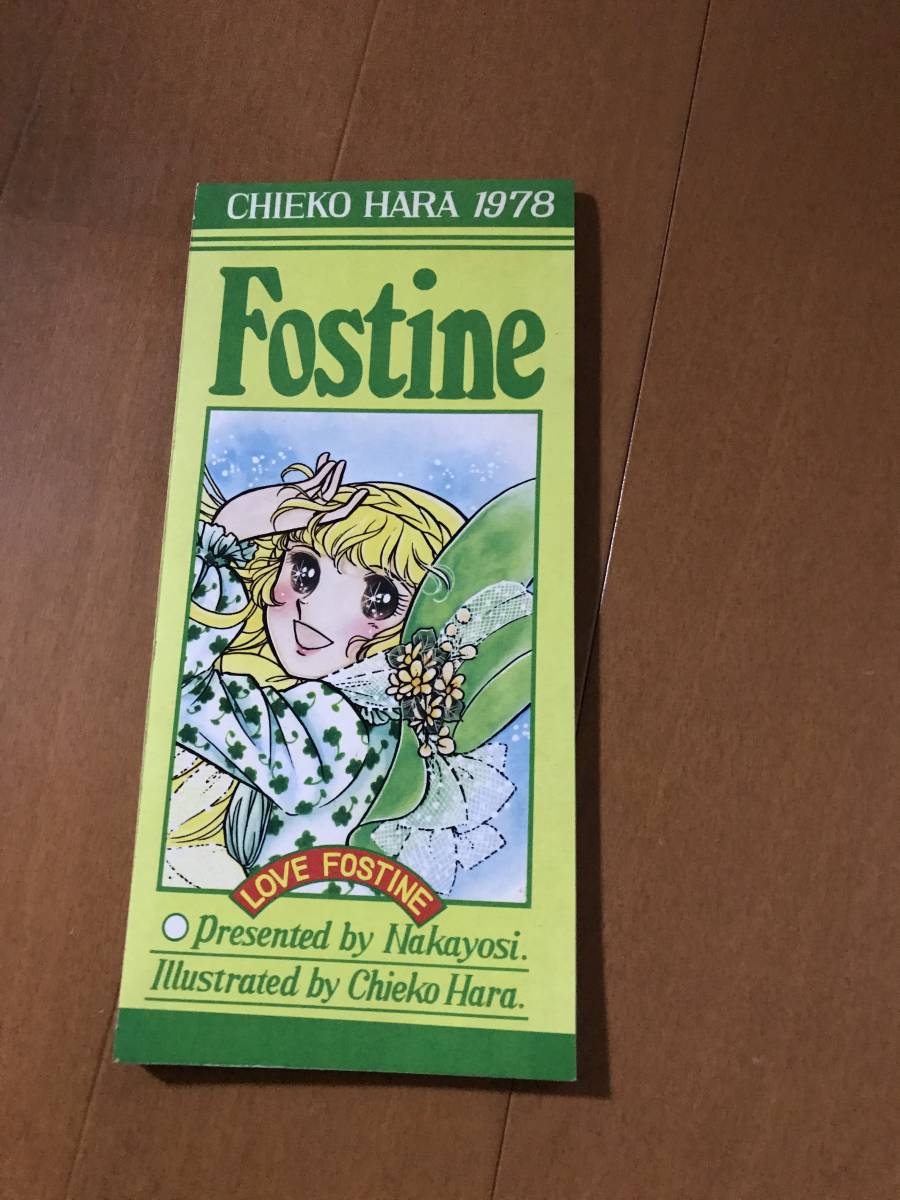 CHIEKO HARA 1978
Fostine
LOVE FOSTINE
Presented by Nakayosi.
Illustrated by Chieko Hara.